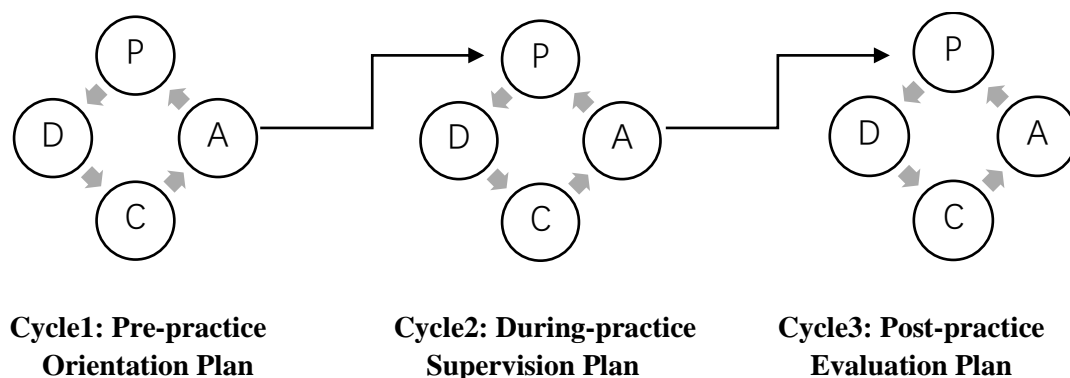 P
D
A
C
P
D
A
C
P
D
A
C
Cycle1: Pre-practice
Orientation Plan
Cycle2: During-practice
Supervision Plan
Cycle3: Post-practice
Evaluation Plan